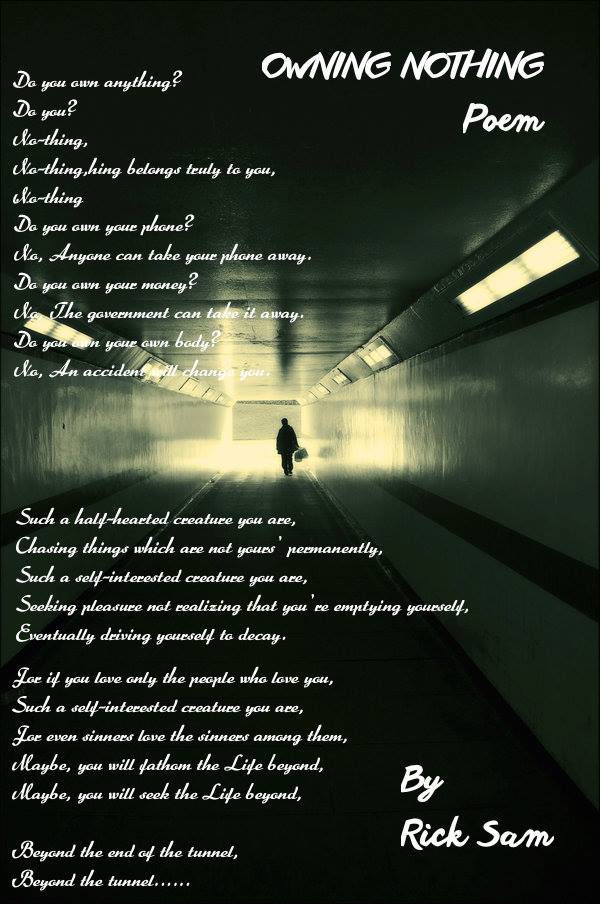 OWNING NOTHING
Poem
Do you own anything?
Do you?
No-thing,
No-thing,hing belongs truly to you,
No-thing
Do you own your phone?
No, Anyone can take your phone away.
Do you own your money?
No, The government can take it away.
Do you own your own body?
No, An accident will change you.
Such a half-hearted creature you are,
Chasing things which are not yours' permanently,
Such a self-interested creature you are,
Seeking pleasure not realizing that you're emptying yourself,
Eventually driving yourself to decay.
For if you love only the people who love you,
Such a self-interested creature you are,
For even sinners love the sinners among them,
Maybe, you will fathom the Life beyond,
Maybe, you will seek the Life beyond,
Beyond the end of the tunnel,
Beyond the tunnel......
By
Rick Sam